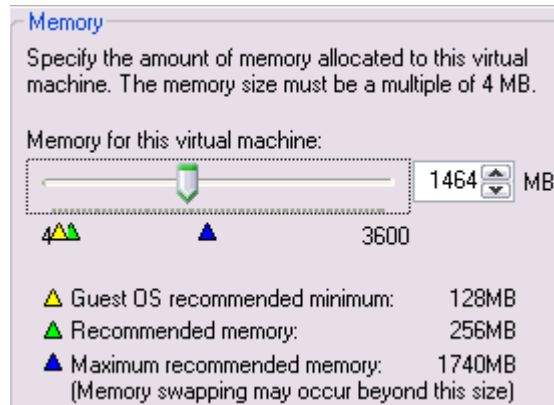 Memory
Specify the amount of memory allocated to this virtual
machine. The memory size must be a multiple of 4 MB.
Memory for this virtual machine:
1464 MB
4 3600
Guest OS recommended minimum: 128MB
Recommended memory: 256MB
Maximum recommended memory: 1740MB
(Memory swapping may occur beyond this size)